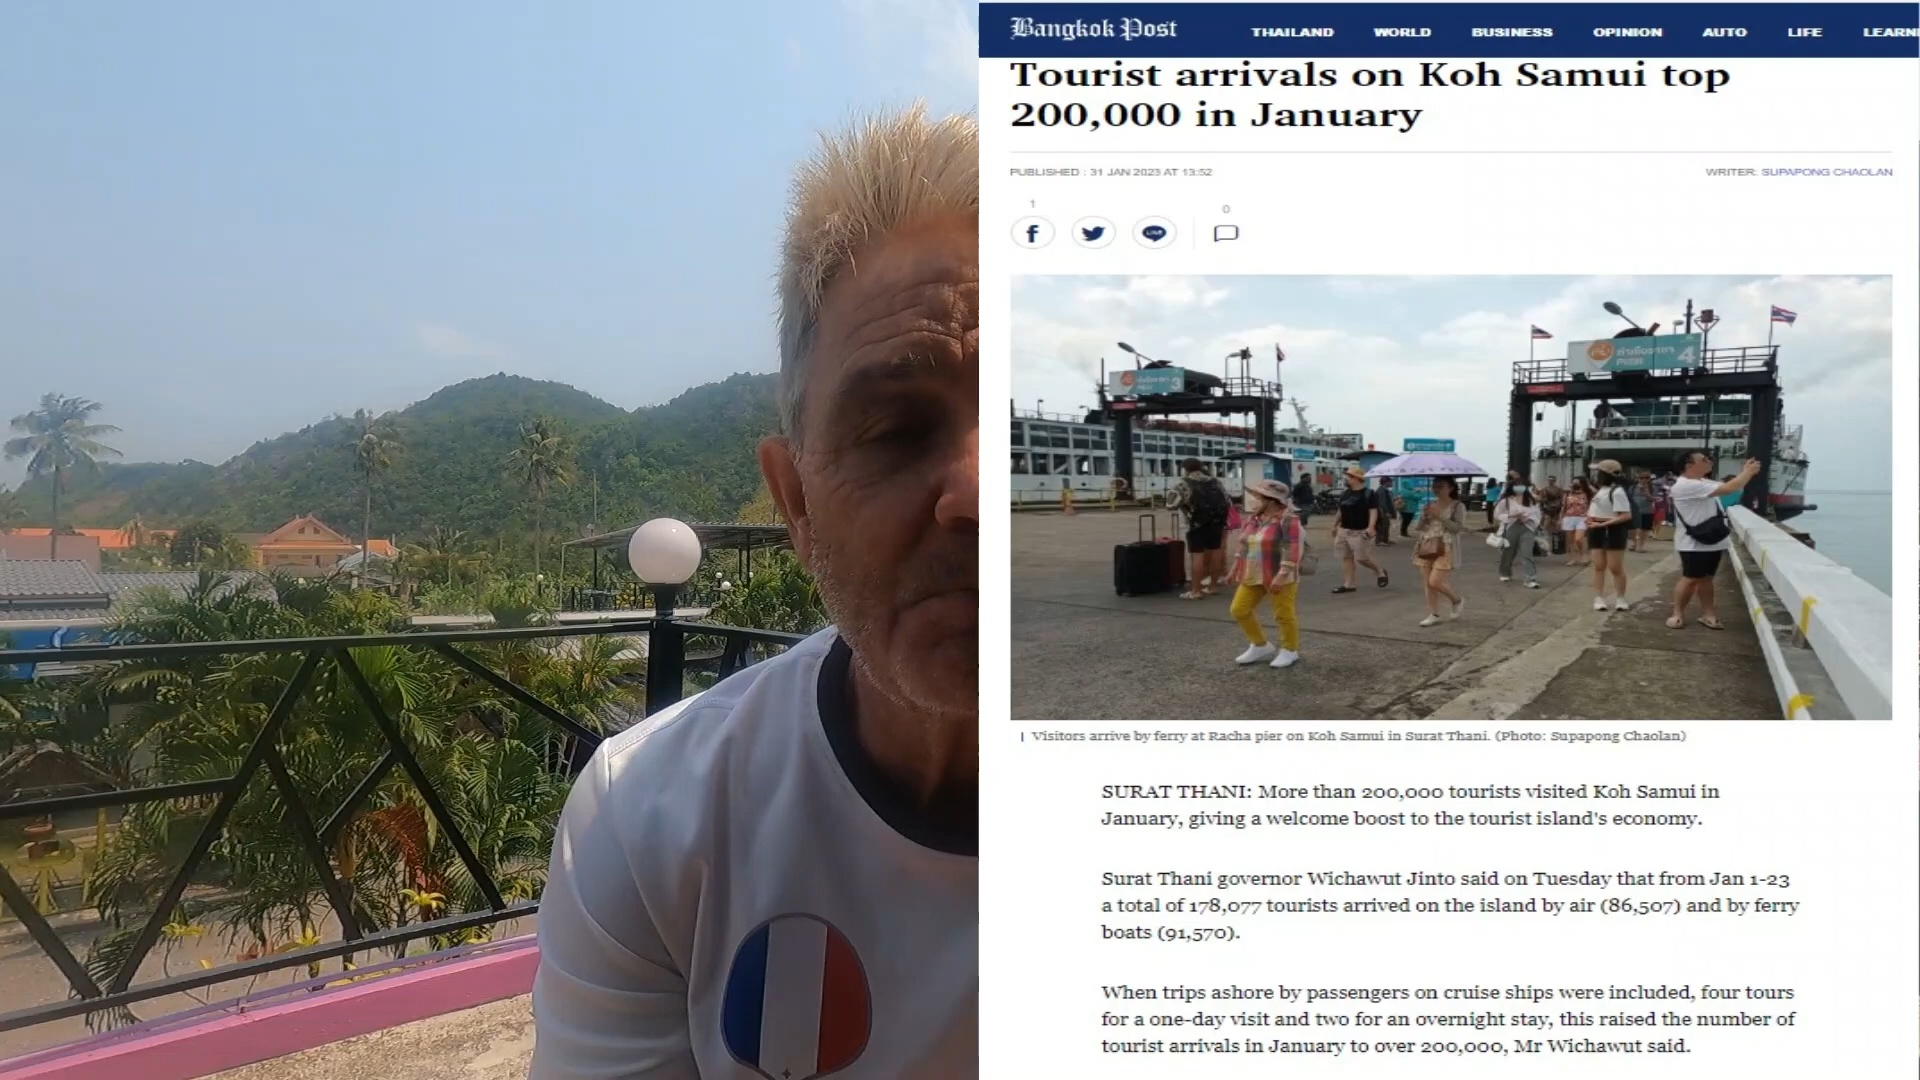 Bangkok Post
THAILAND WORLD BUSINESS OPINION AUTO LIFE LEARNI
Tourist arrivals on Koh Samui top
200,000 in January
PUBLISHED : 31 JAN 2023 AT 13:52
WRITER: SUPAPONG CHAOLAN
1
0
LINE
3
4
Visitors arrive by ferry at Racha pier on Koh Samui in Surat Thani. (Photo: Supapong Chaolan)
SURAT THANI: More than 200,000 tourists visited Koh Samui in
January, giving a welcome boost to the tourist island's economy.
Surat Thani governor Wichawut Jinto said on Tuesday that from Jan 1-23
a total of 178,077 tourists arrived on the island by air (86,507) and by ferry
boats (91,570).
When trips ashore by passengers on cruise ships were included, four tours
for a one-day visit and two for an overnight stay, this raised the number of
tourist arrivals in January to over 200,000, Mr Wichawut said.